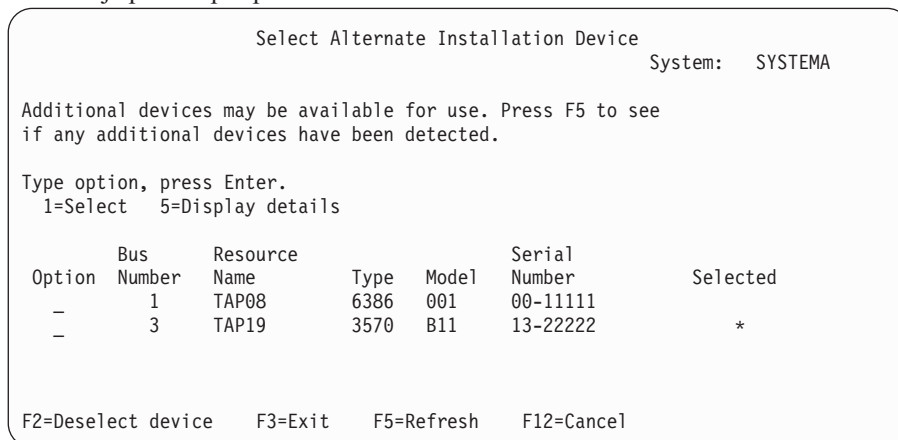 Select Alternate Installation Device
System: SYSTEMA
Additional devices may be available for use. Press F5 to see
if any additional devices have been detected.
Type option, press Enter.
1=Select 5=Display details
Bus Resource Serial
Option Number Name Type Model Number Selected
_ 1 TAP08 6386 001 00-11111
_ 3 TAP19 3570 B11 13-22222 *
F2=Deselect device F3=Exit F5=Refresh F12=Cancel